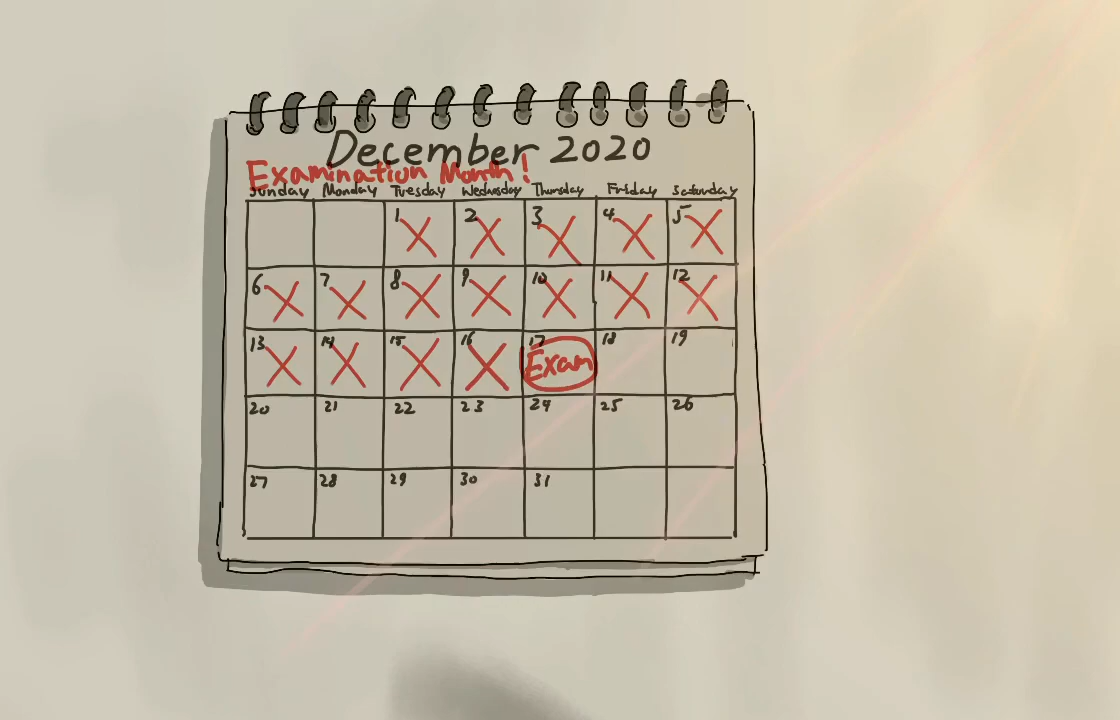 December 2020
Examination Month!
Sunday Monday Tuesday Wednesday Thursday Friday Saturday
1 2 3 4 5
6 7 8 9 10 11 12
13 14 15 16 17 18 19
Exam
20 21 22 23 24 25 26
27 28 29 30 31